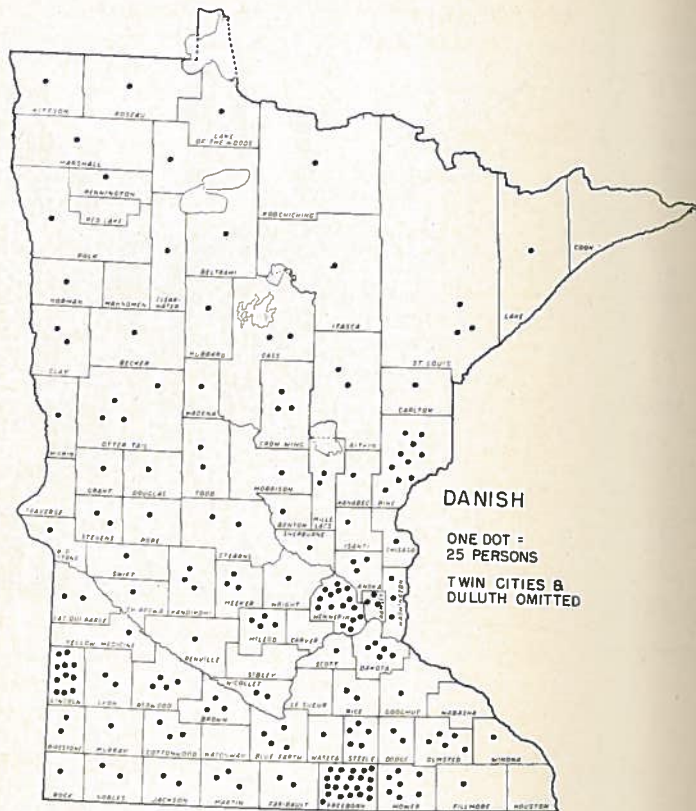 KITTSON
ROSEAU
LAKE
OF THE WOODS
MARSHALL
PENNINGTON
RED LAKE
KOOCHICHING
POLK
BELTRAMI
COOK
LAKE
NORMAN
MAHNOMEN
CLEAR-
WATER
ITASCA
HUBBARD
CASS
ST. LOUIS
CLAY
BECKER
WADENA
CARLTON
OTTER TAIL
CROW WING
AITKIN
WILKIN
GRANT
DOUGLAS
TODD
MORRISON
MILLE
LACS
KANABEC
PINE
DANISH
TRAVERSE
STEVENS
POPE
BENTON
SHERBURNE
ISANTI
CHISAGO
ONE DOT =
25 PERSONS
STEARNS
SWIFT
ANOKA
WASHINGTON
TWIN CITIES &
DULUTH OMITTED
LAC QUI PARLE
CHIPPEWA
KANDIYOHI
MEEKER
WRIGHT
HENNEPIN
RAMSEY
YELLOW MEDICINE
RENVILLE
MCLEOD
CARVER
SCOTT
DAKOTA
SIBLEY
NICOLLET
LINCOLN
LYON
REDWOOD
BROWN
LE SUEUR
RICE
GOODHUE
WABASHA
PIPESTONE
MURRAY
COTTONWOOD
WATONWAN
BLUE EARTH
WASECA
STEELE
DODGE
OLMSTED
WINONA
ROCK
NOBLES
JACKSON
MARTIN
FARIBAULT
FREEBORN
MOWER
FILLMORE
HOUSTON